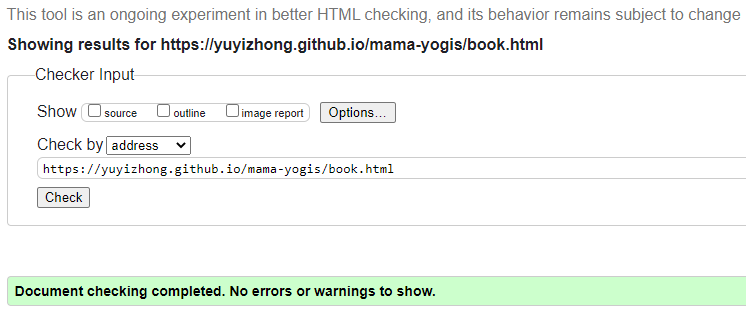 This tool is an ongoing experiment in better HTML checking, and its behavior remains subject to change
Showing results for https://yuyizhong.github.io/mama-yogis/book.html
Checker Input
Show source outline image report Options...
Check by address
https://yuyizhong.github.io/mama-yogis/book.html
Check
Document checking completed. No errors or warnings to show.